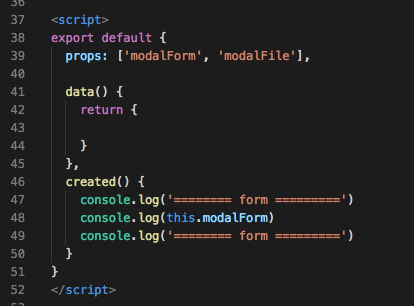 36
37 <script>
38 export default {
39 props: ['modalForm', 'modalFile'],
40
41 data() {
42 return {
43
44 }
45 },
46 created() {
47 console.log('======== form =========')
48 console.log(this.modalForm)
49 console.log('======== form =========')
50 }
51 }
52 </script>